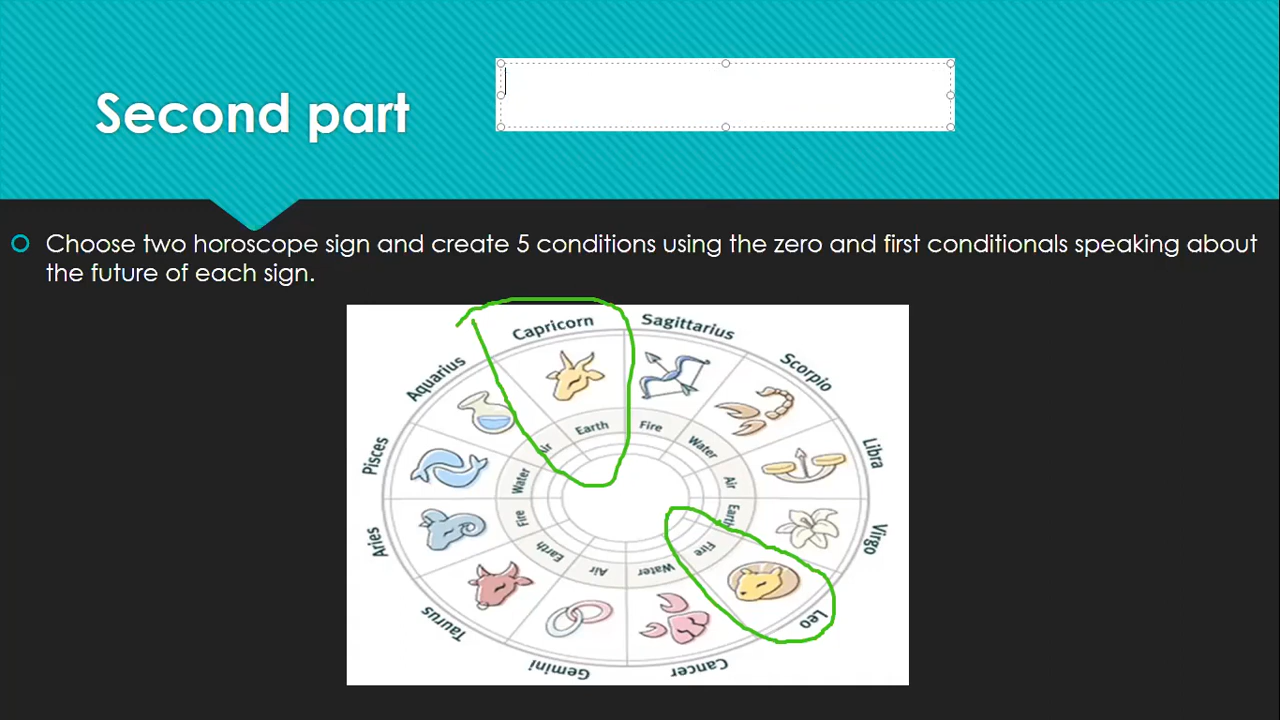 Second part
Choose two horoscope sign and create 5 conditions using the zero and first conditionals speaking about
the future of each sign.
Capricorn
Sagittarius
Scorpio
Libra
Virgo
Leo
Cancer
Gemini
Taurus
Aries
Pisces
Aquarius
Earth
Fire
Water
Air
Earth
Fire
Water
Air
Earth
Fire
Water
Air